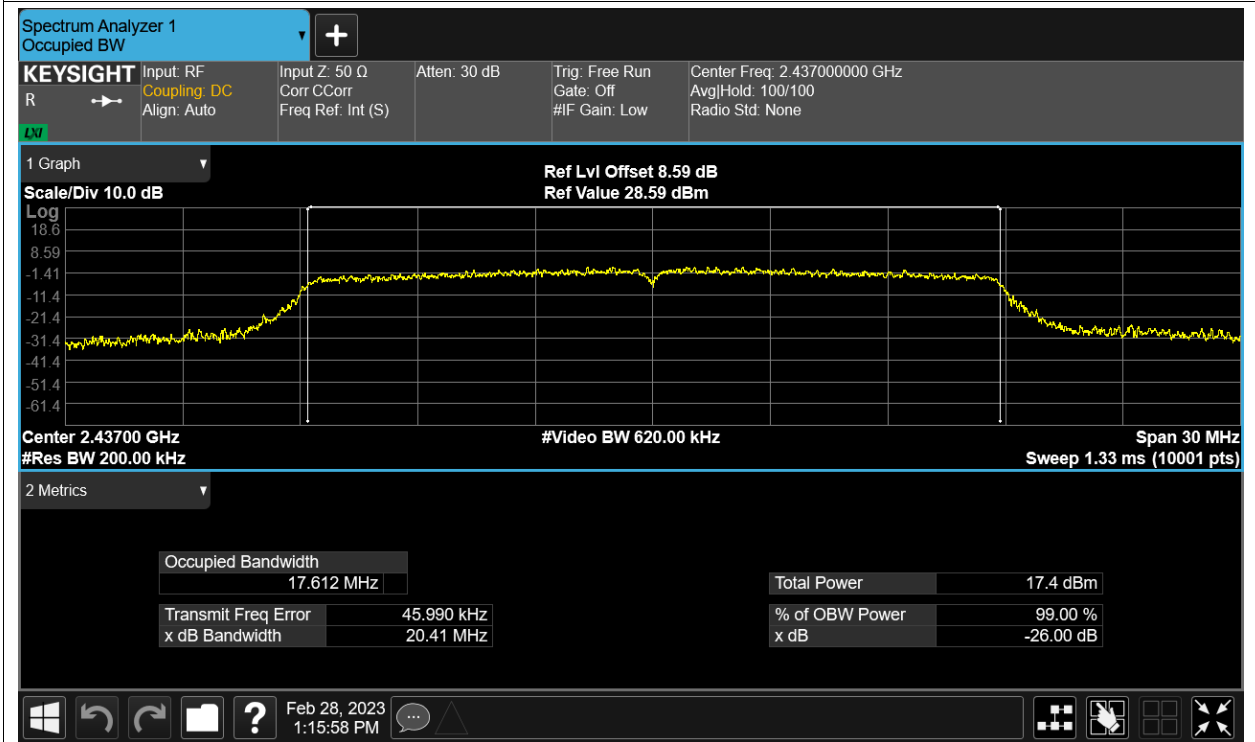 Spectrum Analyzer 1
Occupied BW
KEYSIGHT
R
LXI
Input: RF
Coupling: DC
Align: Auto
Input Z: 50 Ω
Corr CCorr
Freq Ref: Int (S)
Atten: 30 dB
Trig: Free Run
Gate: Off
#IF Gain: Low
Center Freq: 2.437000000 GHz
Avg|Hold: 100/100
Radio Std: None
1 Graph
Scale/Div 10.0 dB
Ref Lvl Offset 8.59 dB
Ref Value 28.59 dBm
Log
18.6
8.59
-1.41
-11.4
-21.4
-31.4
-41.4
-51.4
-61.4
Center 2.43700 GHz
#Video BW 620.00 kHz
Span 30 MHz
#Res BW 200.00 kHz
Sweep 1.33 ms (10001 pts)
2 Metrics
Occupied Bandwidth
17.612 MHz
Transmit Freq Error 45.990 kHz
x dB Bandwidth 20.41 MHz
Total Power 17.4 dBm
% of OBW Power 99.00 %
x dB -26.00 dB
?
Feb 28, 2023
1:15:58 PM